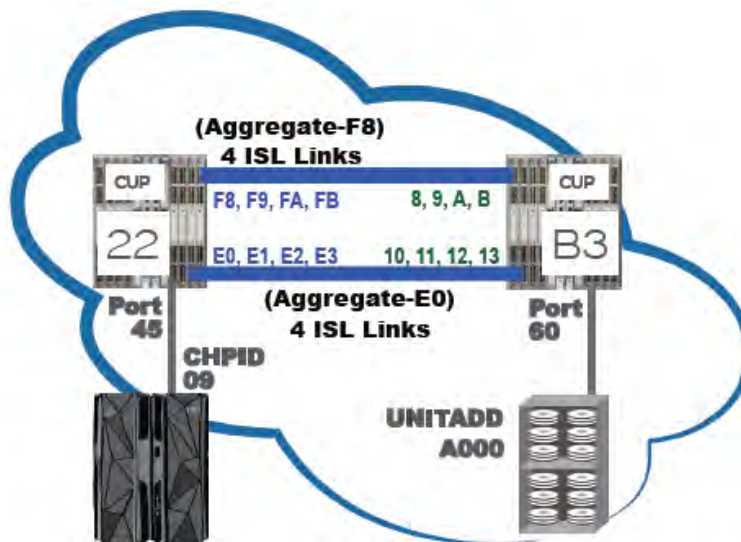 (Aggregate-F8)
4 ISL Links
CUP
CUP
F8, F9, FA, FB
8, 9, A, B
22
B3
E0, E1, E2, E3
10, 11, 12, 13
(Aggregate-E0)
4 ISL Links
Port
45
Port
60
CHPID
09
UNITADD
A000